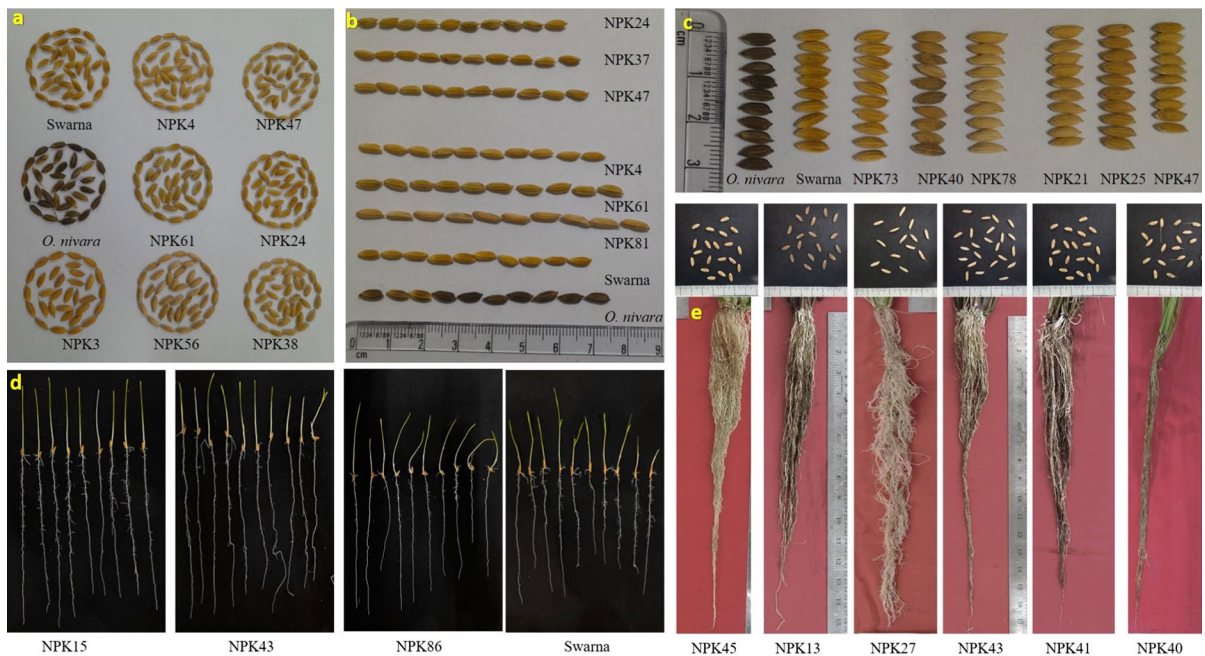 a
Swarna NPK4 NPK47
O. nivara NPK61 NPK24
NPK3 NPK56 NPK38
b
NPK24
NPK37
NPK47
NPK4
NPK61
NPK81
Swarna
O. nivara
0 1 2 3 4 5 6 7 8 9
cm
c
0 1 2 3
cm
O. nivara Swarna NPK73 NPK40 NPK78 NPK21 NPK25 NPK47
d
NPK15 NPK43 NPK86 Swarna
e
NPK45 NPK13 NPK27 NPK43 NPK41 NPK40